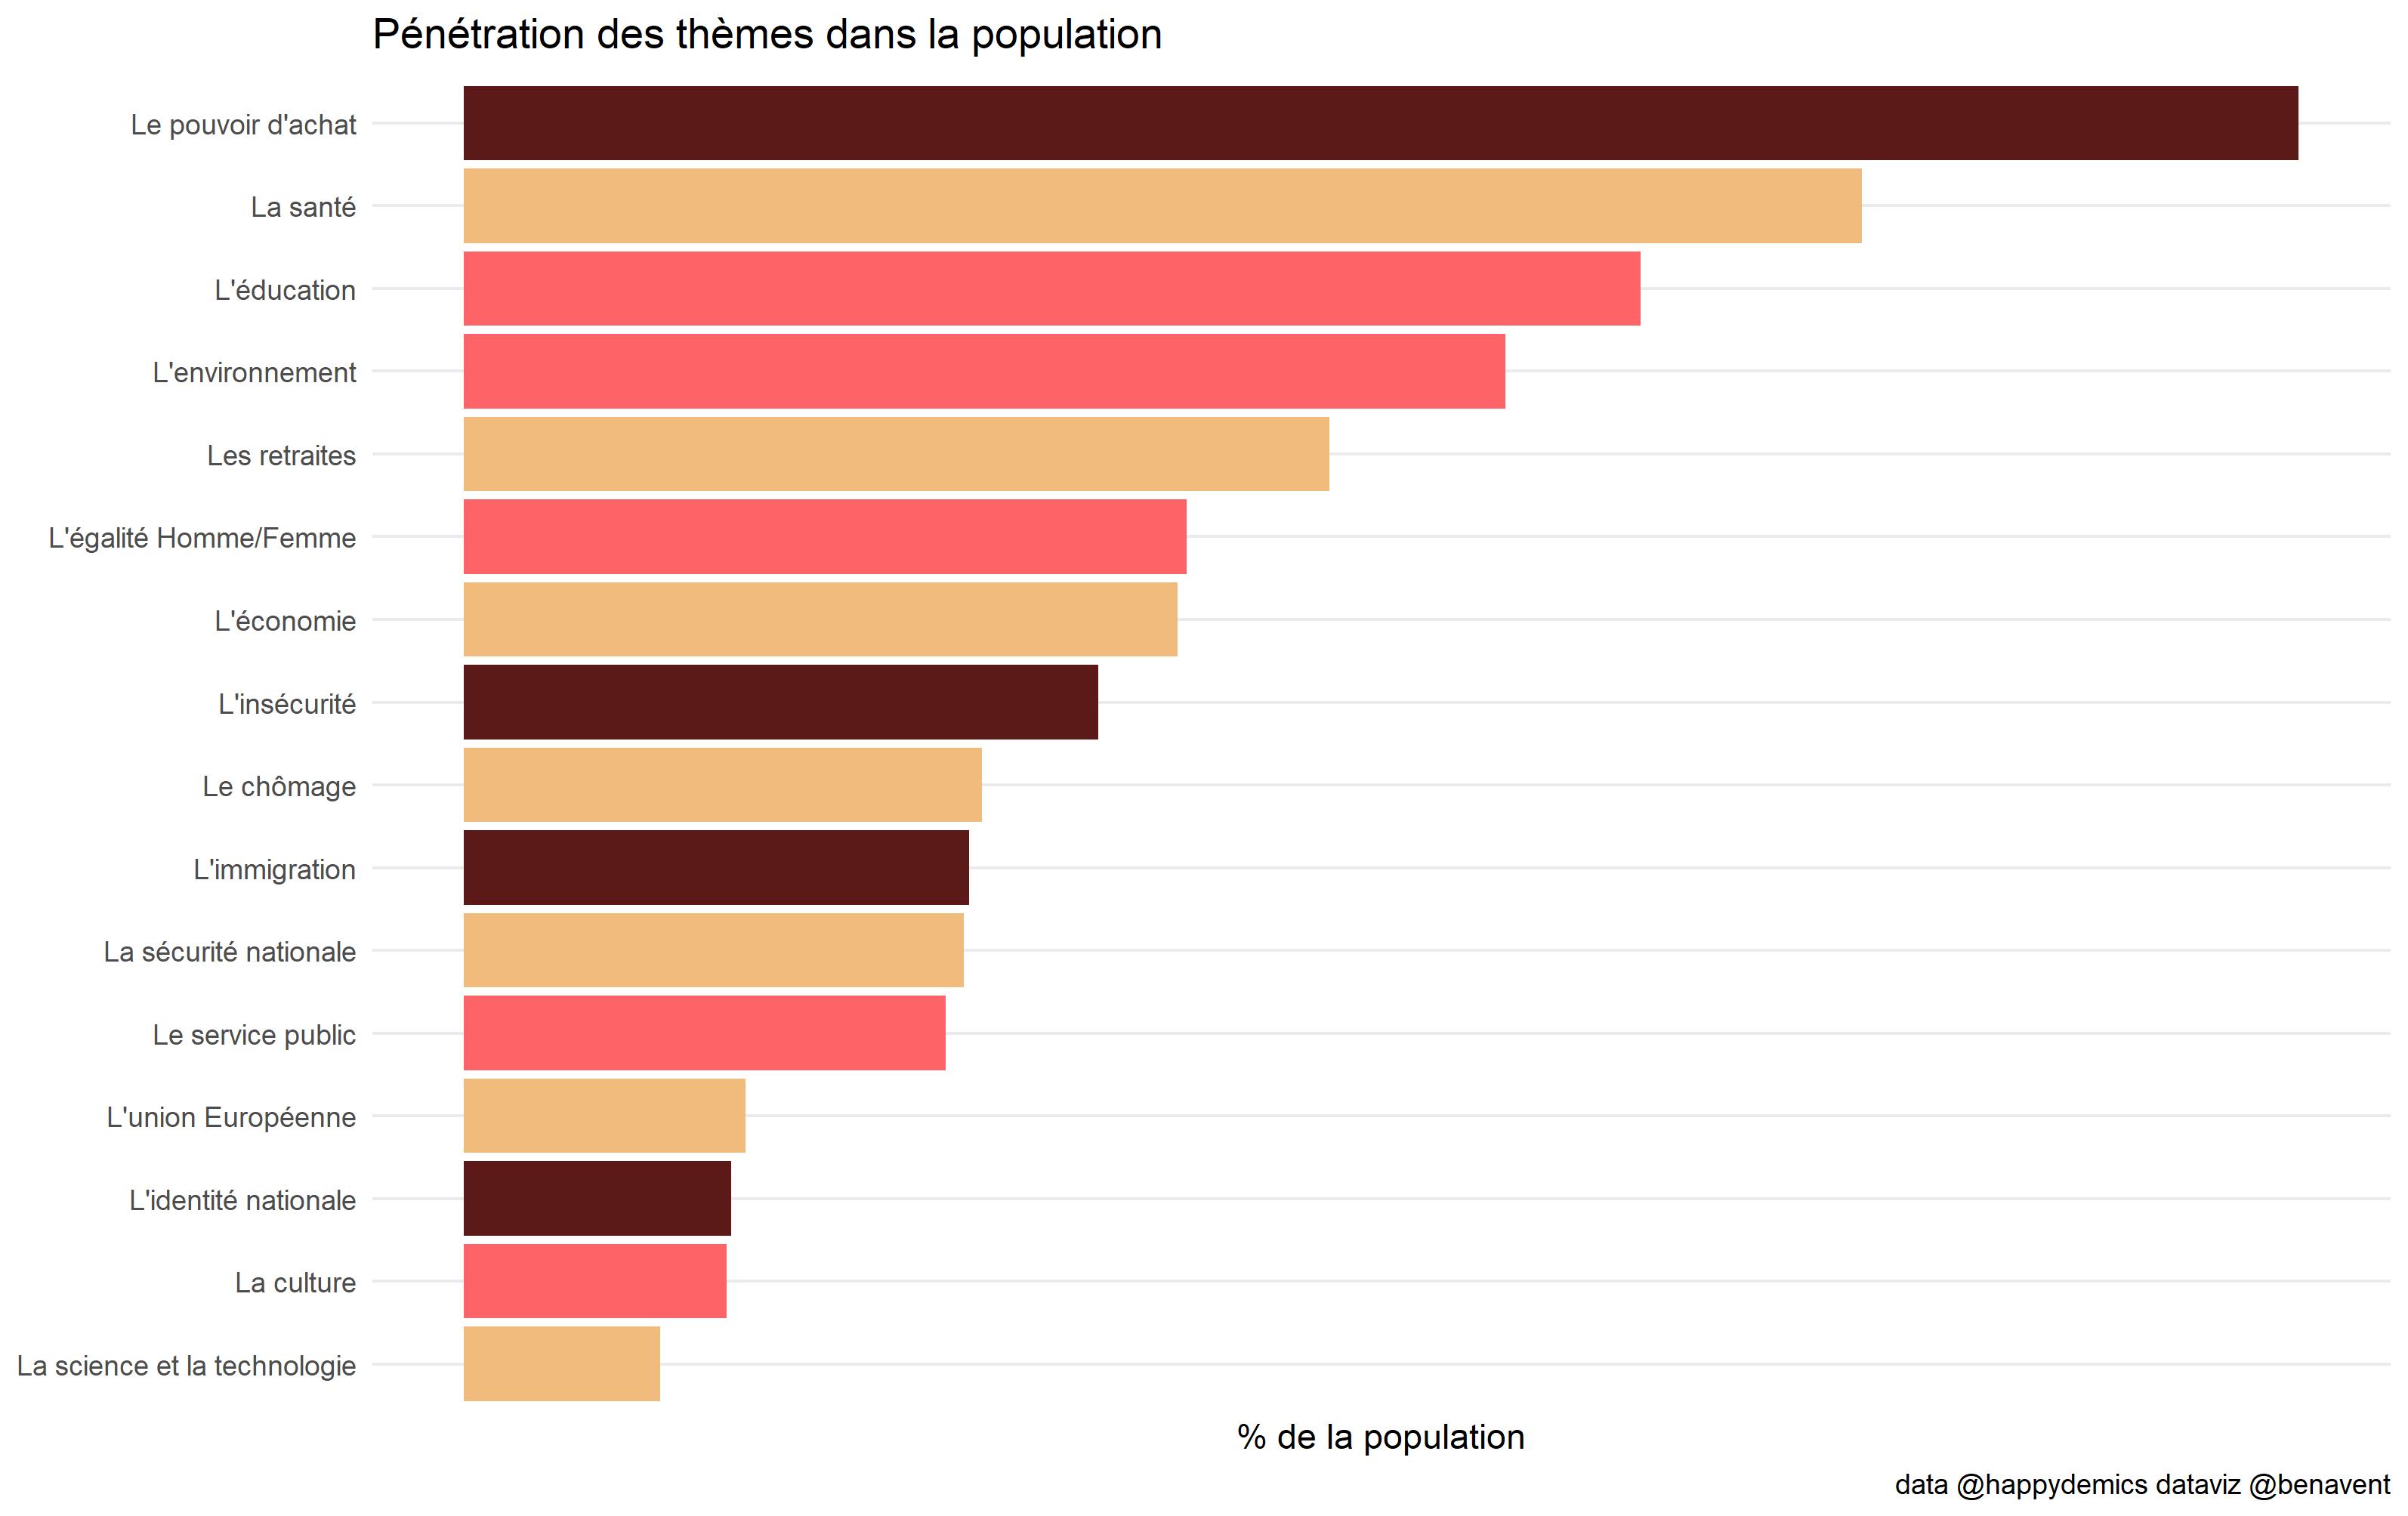 Pénétration des thèmes dans la population
Le pouvoir d'achat
La santé
L'éducation
L'environnement
Les retraites
L'égalité Homme/Femme
L'économie
L'insécurité
Le chômage
L'immigration
La sécurité nationale
Le service public
L'union Européenne
L'identité nationale
La culture
La science et la technologie
% de la population
data @happydemics dataviz @benavent